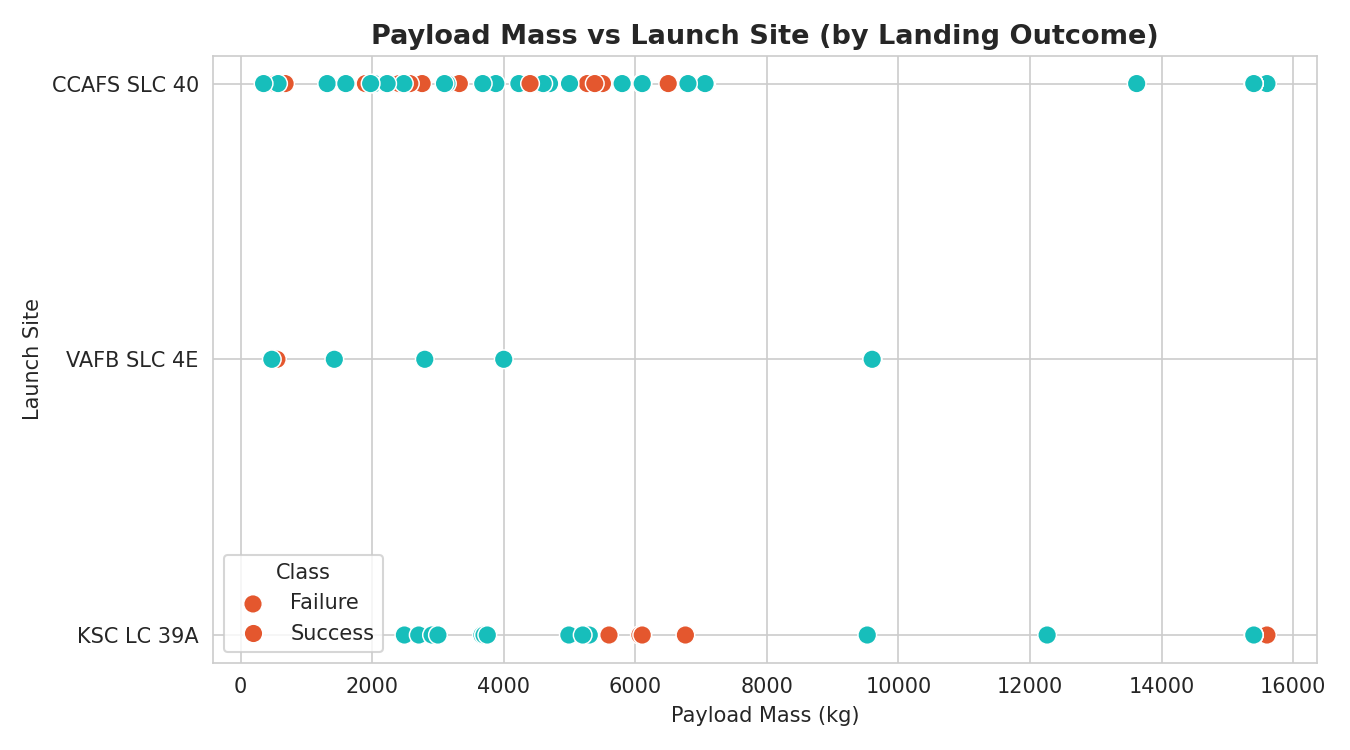 Payload Mass vs Launch Site (by Landing Outcome)
CCAFS SLC 40
VAFB SLC 4E
KSC LC 39A
Launch Site
Class
Failure
Success
0 2000 4000 6000 8000 10000 12000 14000 16000
Payload Mass (kg)